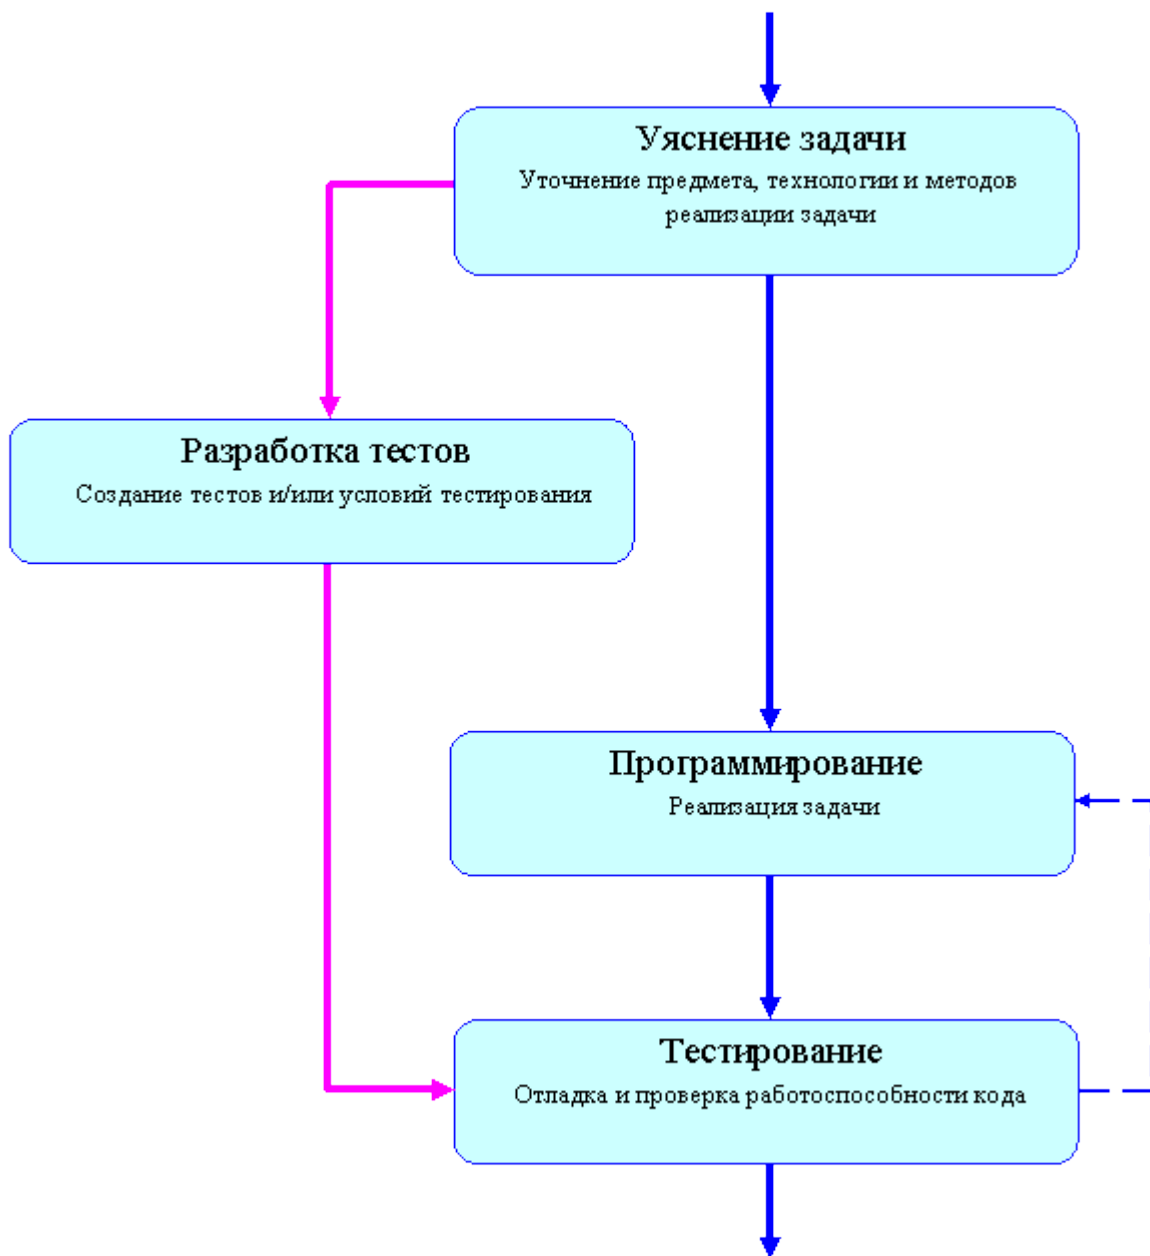 Уяснение задачи
Уточнение предмета, технологии и методов
реализации задачи
Разработка тестов
Создание тестов и/или условий тестирования
Программирование
Реализация задачи
Тестирование
Отладка и проверка работоспособности кода